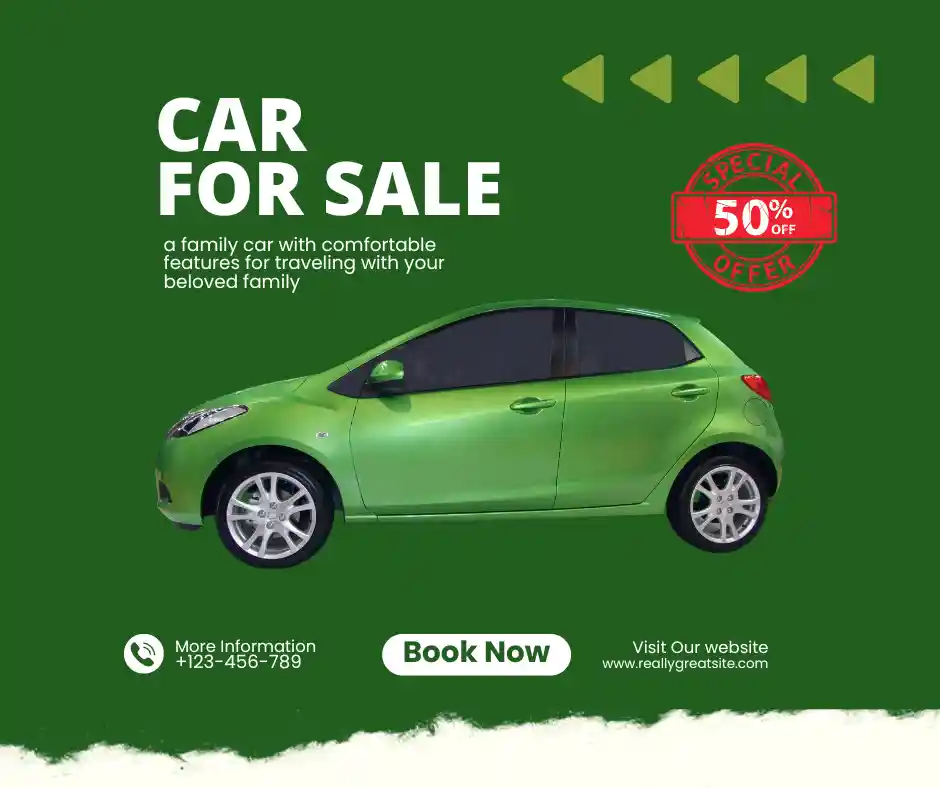 CAR
FOR SALE
a family car with comfortable
features for traveling with your
beloved family
SPECIAL
50%
OFF
OFFER
More Information
+123-456-789
Book Now
Visit Our website
www.reallygreatsite.com